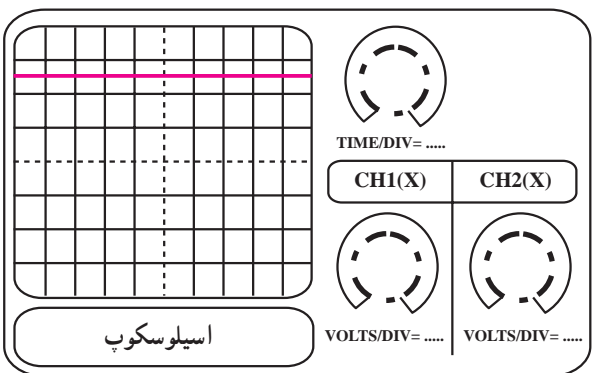 TIME/DIV= .....
CH1(X) CH2(X)
VOLTS/DIV= ..... VOLTS/DIV= .....
اسیلوسکوپ